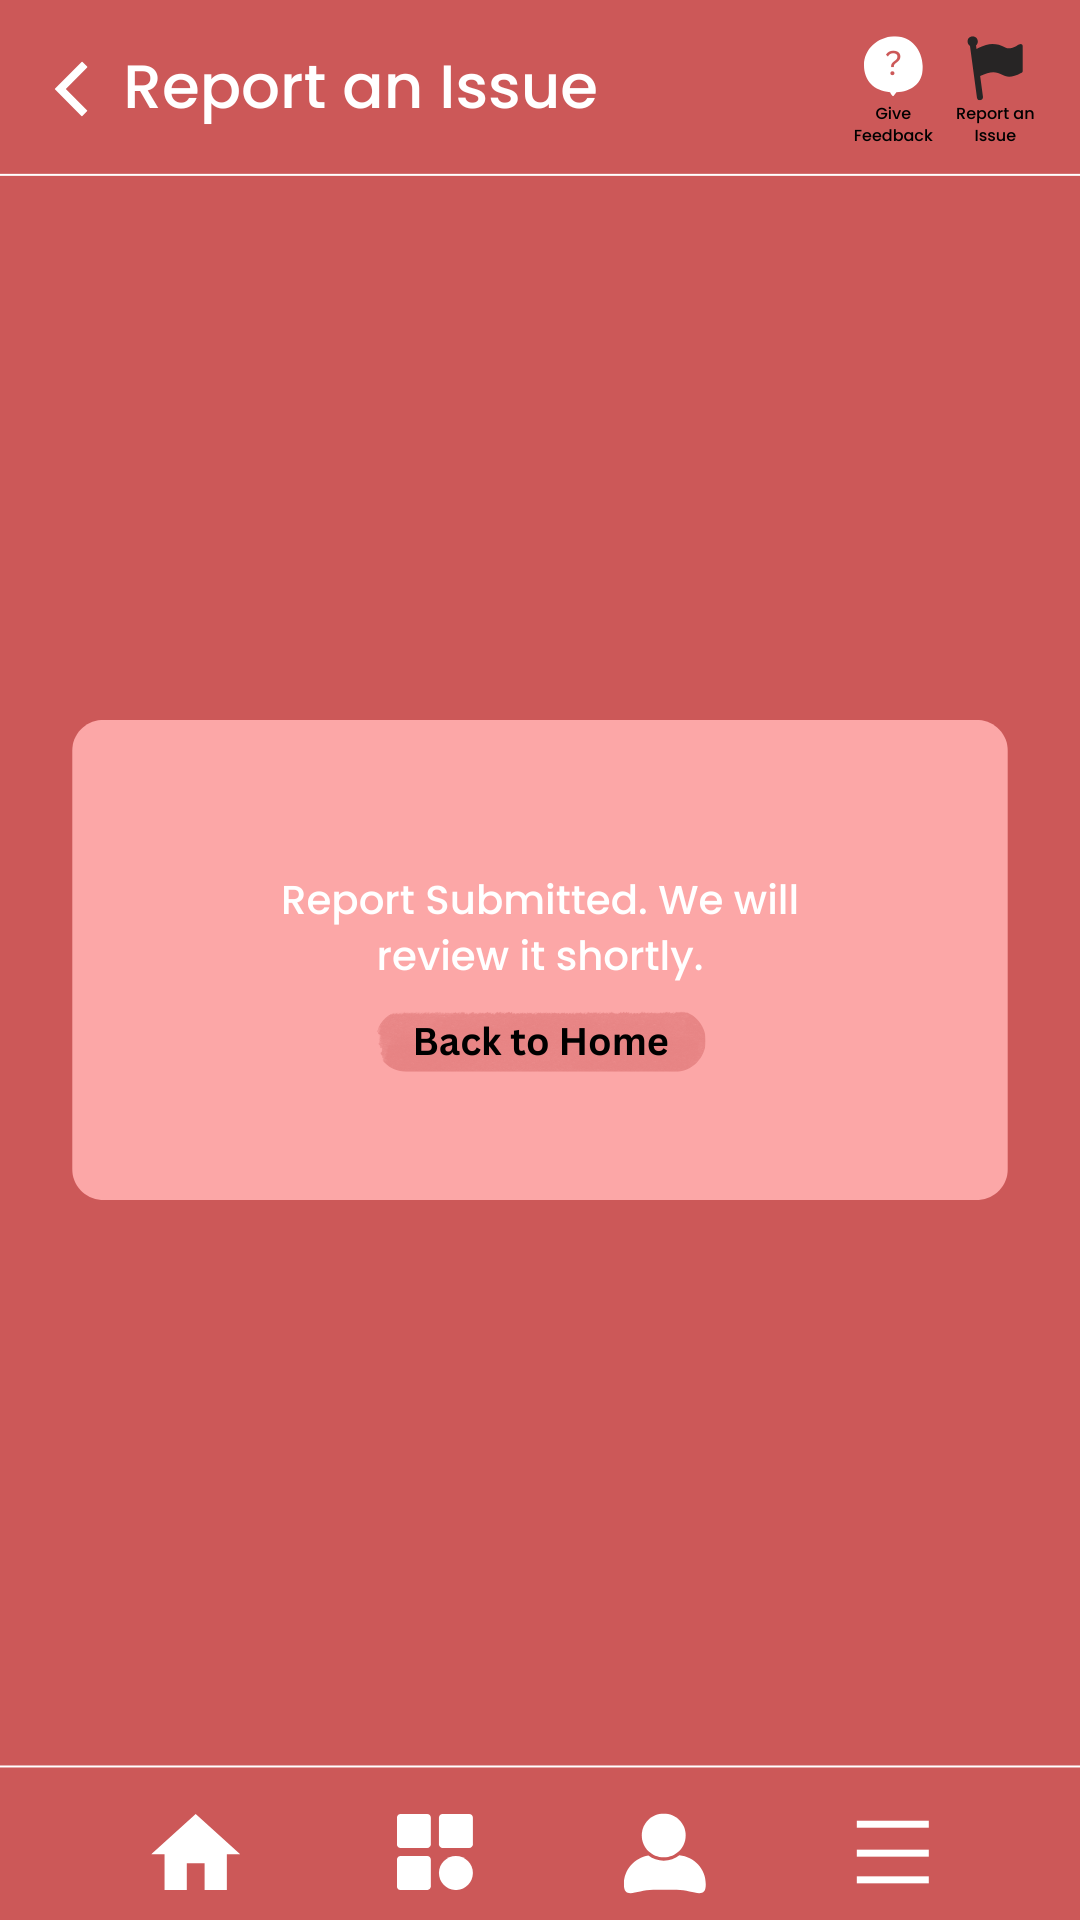 Report an Issue
?
Give
Feedback
Report an
Issue
Report Submitted. We will
review it shortly.
Back to Home